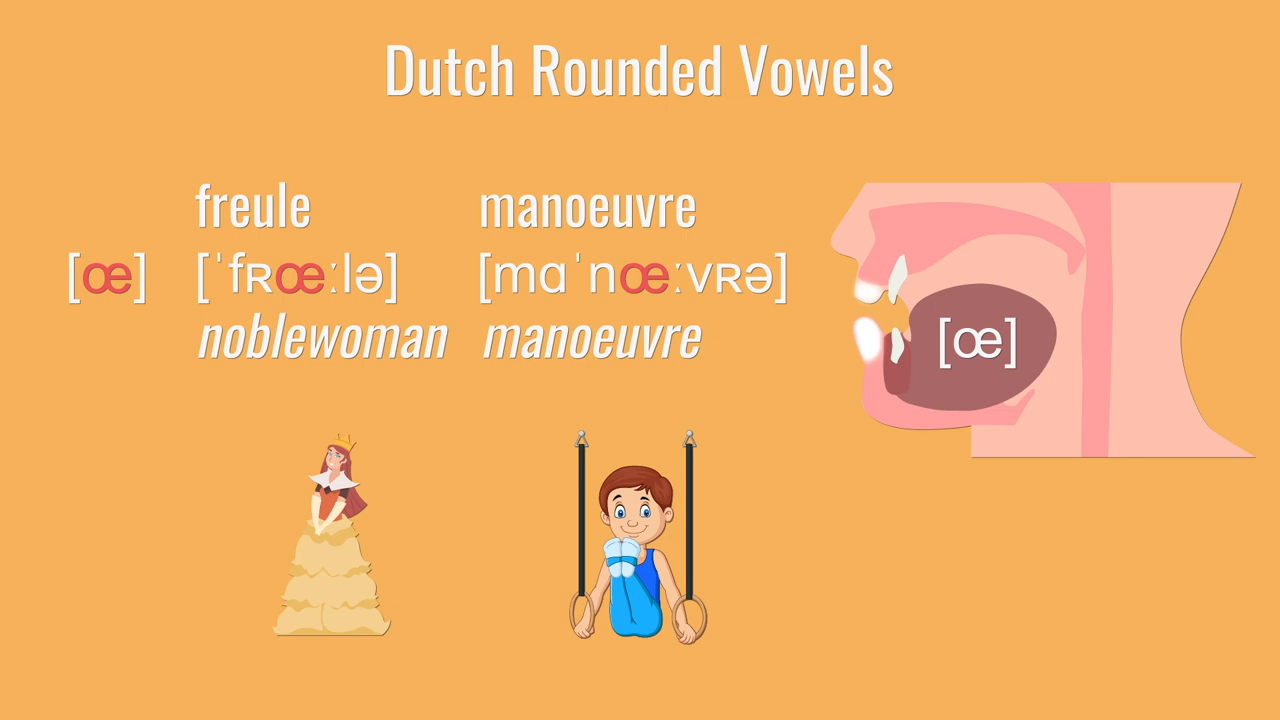 Dutch Rounded Vowels
freule manoeuvre
[œ] [ˈfʀœːlə] [mɑˈnœːvʀə]
noblewoman manoeuvre
[œ]